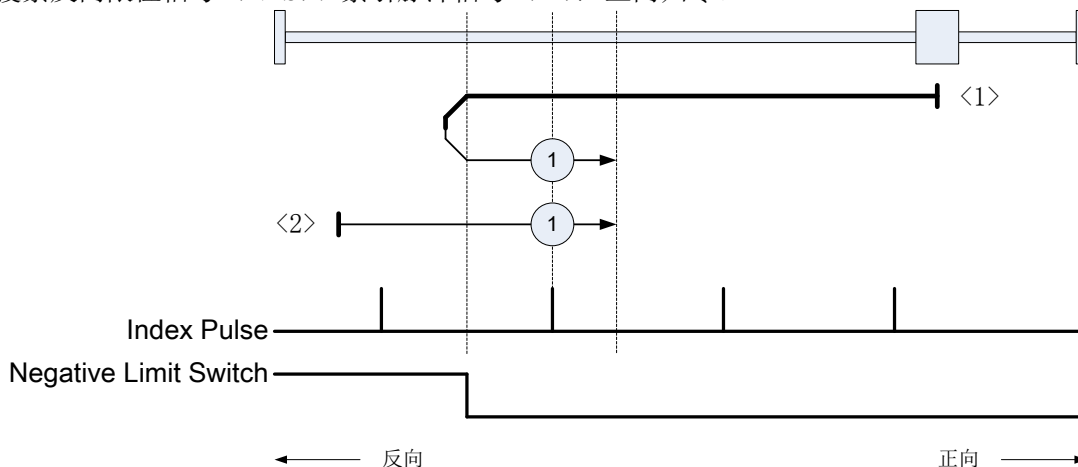 <1>
1
<2>
1
Index Pulse
Negative Limit Switch
反向
正向